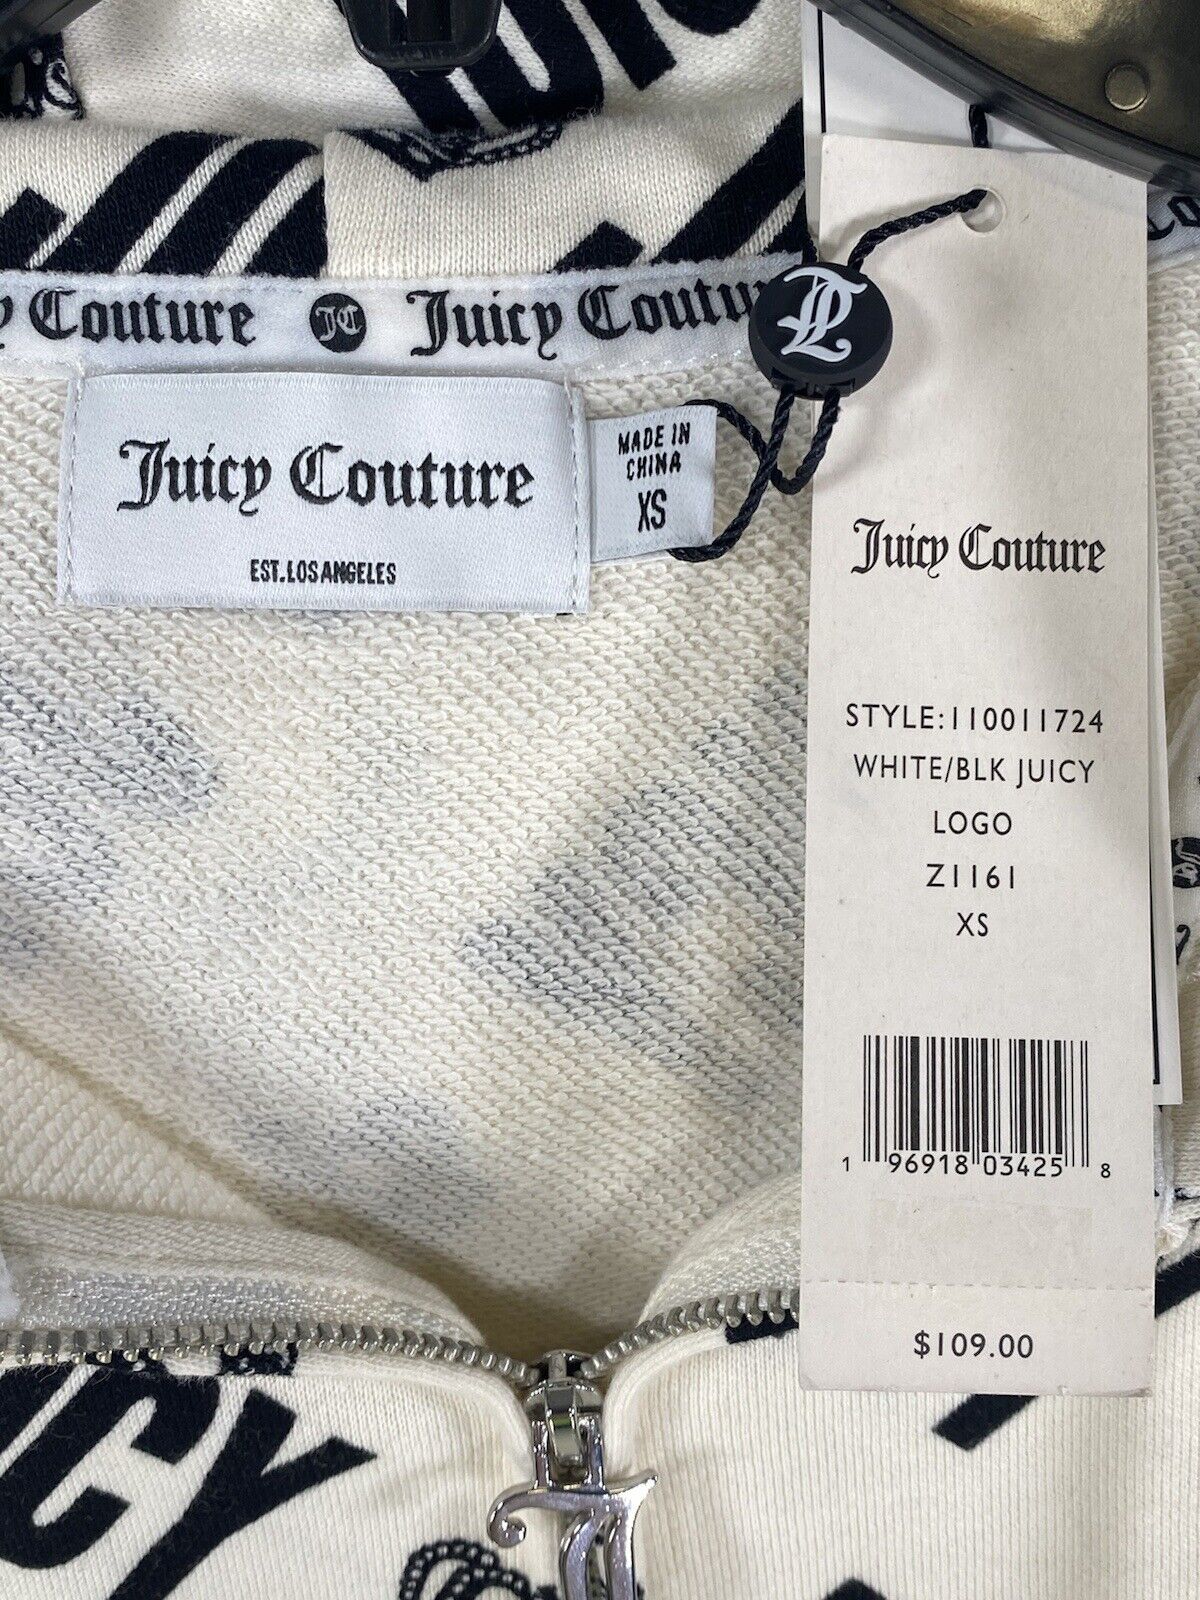 Couture JC Juicy Couture
Juicy Couture
EST. LOS ANGELES
MADE IN
CHINA
XS
Juicy Couture
STYLE:110011724
WHITE/BLK JUICY
LOGO
Z1161
XS
1 96918 03425 8
$109.00